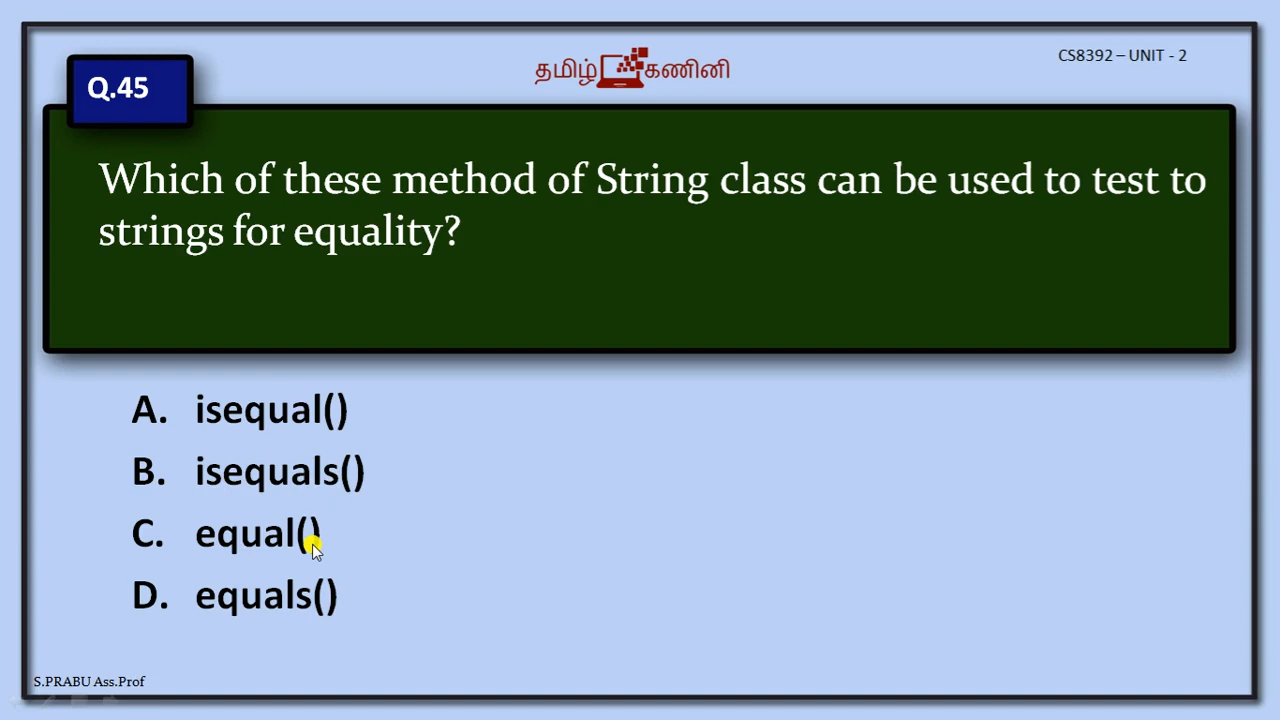 Q.45
தமிழ் கணினி
CS8392 – UNIT - 2
Which of these method of String class can be used to test to
strings for equality?
A. isequal()
B. isequals()
C. equal()
D. equals()
S.PRABU Ass.Prof